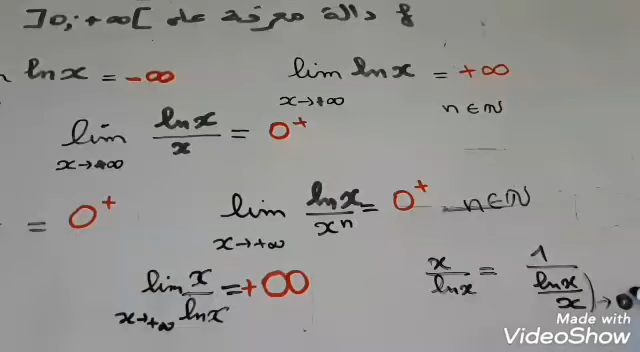 f دالة معرفة على ]0;+∞[
ln x = -∞
lim x→+∞ ln x = +∞
n ∈ ℕ
lim x→+∞ ln x / x = 0⁺
= 0⁺
lim x→+∞ ln x / xⁿ = 0⁺ n ∈ ℕ
lim x→+∞ x / ln x = +∞
x / ln x = 1 / (ln x / x) → 0
Made with
VideoShow